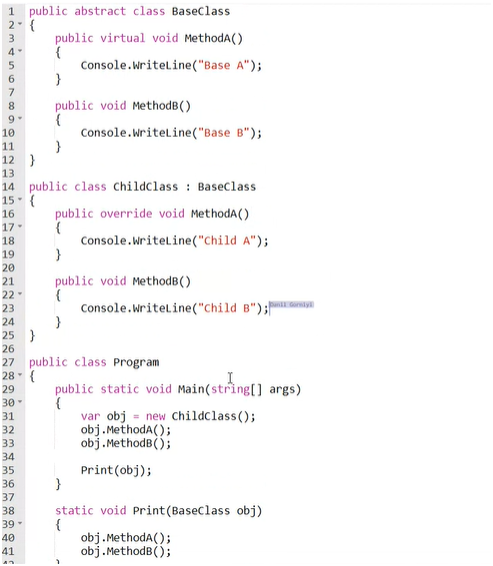 1 public abstract class BaseClass
2 {
3 public virtual void MethodA()
4 {
5 Console.WriteLine("Base A");
6 }
7
8 public void MethodB()
9 {
10 Console.WriteLine("Base B");
11 }
12 }
13
14 public class ChildClass : BaseClass
15 {
16 public override void MethodA()
17 {
18 Console.WriteLine("Child A");
19 }
20
21 public void MethodB()
22 {
23 Console.WriteLine("Child B");
24 }
25 }
26
27 public class Program
28 {
29 public static void Main(string[] args)
30 {
31 var obj = new ChildClass();
32 obj.MethodA();
33 obj.MethodB();
34
35 Print(obj);
36 }
37
38 static void Print(BaseClass obj)
39 {
40 obj.MethodA();
41 obj.MethodB();